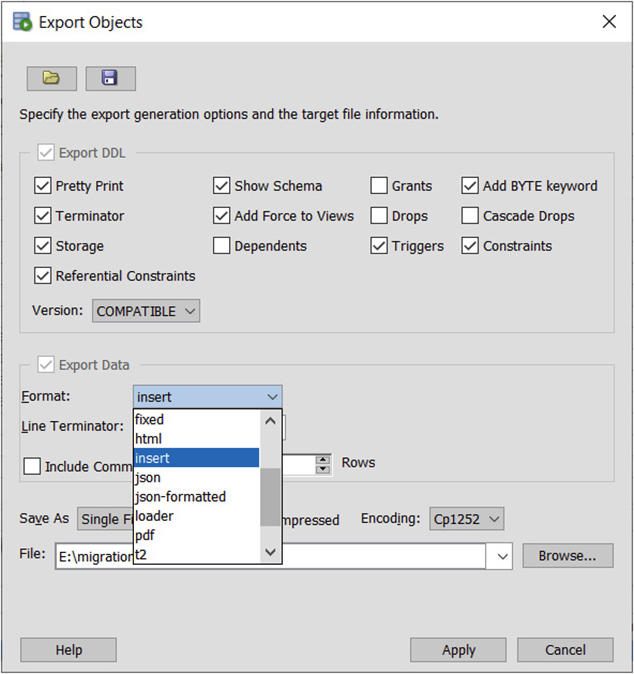 Export Objects
Specify the export generation options and the target file information.
Export DDL
Pretty Print Show Schema Grants Add BYTE keyword
Terminator Add Force to Views Drops Cascade Drops
Storage Dependents Triggers Constraints
Referential Constraints
Version: COMPATIBLE
Export Data
Format: insert
fixed
Line Terminator:
html
insert
Include Comm Rows
json
json-formatted
loader
Save As Single Fi mpressed Encoding: Cp1252
pdf
File: E:\migration Browse...
t2
Help Apply Cancel